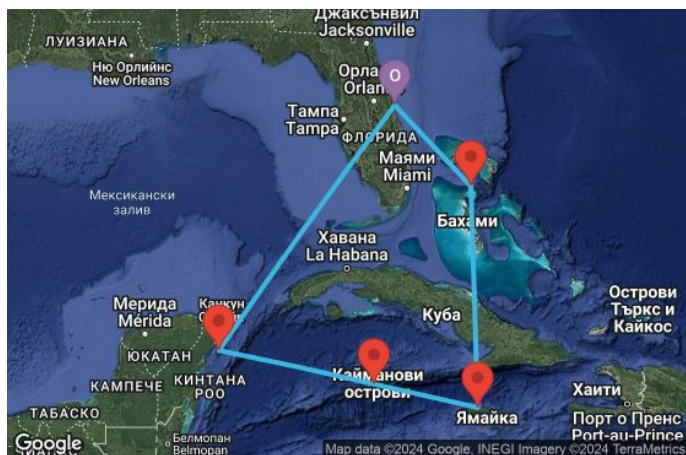 Джаксънвил
Jacksonville
ЛУИЗИАНА
Ню Орлийнс
New Orleans
O
Орла
Orlan
Тампа
Tampa
ФЛОРИДА
Маями
Miami
Мексикански
залив
Бахами
Хавана
La Habana
Острови
Търкс и
Кайкос
Мерида
Mérida
Канкун
Куба
ЮКАТАН
Кайманови
острови
КАМПЕЧЕ
КИНТАНА
РОО
Хаити
Ямайка
ТАБАСКО
Порт о Пренс
Port-au-Prince
Белмопан
Belmopan
Google
Map data ©2024 Google, INEGI Imagery ©2024 TerraMetrics